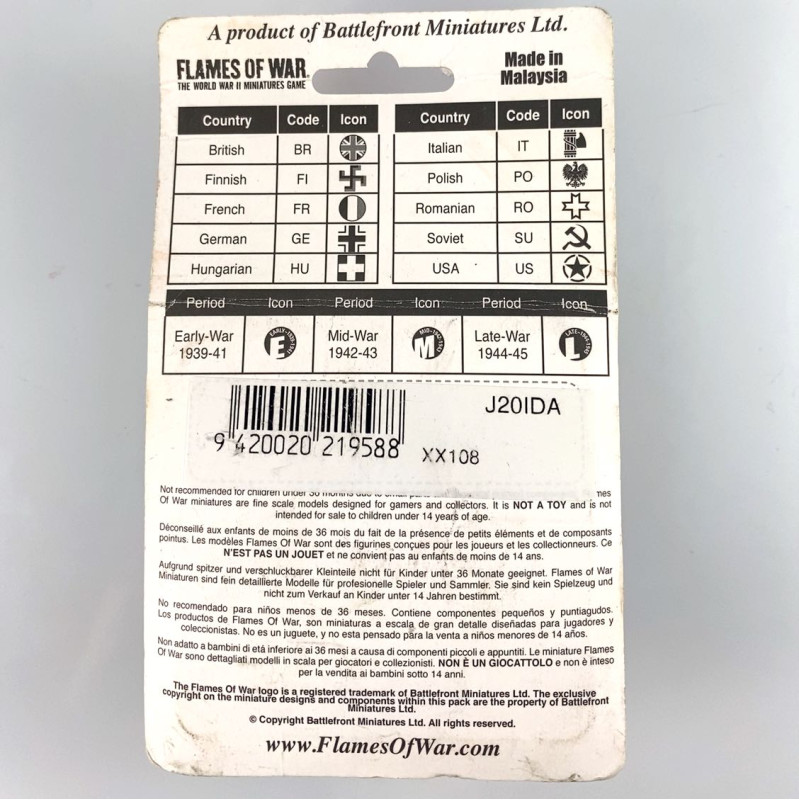 A product of Battlefront Miniatures Ltd.
FLAMES OF WAR
THE WORLD WAR II MINIATURES GAME
Made in
Malaysia
Country Code Icon
British BR
Finnish FI
French FR
German GE
Hungarian HU
Country Code Icon
Italian IT
Polish PO
Romanian RO
Soviet SU
USA US
Period Icon Period Icon Period Icon
Early-War
1939-41
E
Mid-War
1942-43
M
Late-War
1944-45
L
J20IDA
9 420020 219588
XX108
Not recommended for children under 36 months due to small parts
Of War miniatures are fine scale models designed for gamers and collectors. It is NOT A TOY and is not
intended for sale to children under 14 years of age.
Déconseillé aux enfants de moins de 36 mois du fait de la présence de petits éléments et de composants
pointus. Les modèles Flames Of War sont des figurines conçues pour les joueurs et les collectionneurs. Ce
N'EST PAS UN JOUET et ne convient pas au enfants de moins de 14 ans.
Aufgrund spitzer und verschluckbarer Kleinteile nicht für Kinder unter 36 Monate geeignet. Flames of War
Miniaturen sind fein detaillierte Modelle für profesionelle Spieler und Sammler. Sie sind kein Spielzeug und
nicht zum Verkauf an Kinder unter 14 Jahren bestimmt.
No recomendado para niños menos de 36 meses. Contiene componentes pequeños y puntiagudos.
Los productos de Flames Of War, son miniaturas a escala de gran detalle diseñadas para jugadores y
coleccionistas. No es un juguete, y no esta pensado para la venta a niños menores de 14 años.
Non adatto a bambini di età inferiore ai 36 mesi a causa di componenti piccoli e appuntiti. Le miniature Flames
Of War sono dettagliati modelli in scala per giocatori e collezionisti. NON È UN GIOCATTOLO e non è inteso
per la vendita ai bambini sotto 14 anni.
The Flames Of War logo is a registered trademark of Battlefront Miniatures Ltd. The exclusive
copyright on the miniature designs and components within this pack are the property of Battlefront
Miniatures Ltd.
© Copyright Battlefront Miniatures Ltd. All rights reserved.
www.FlamesOfWar.com